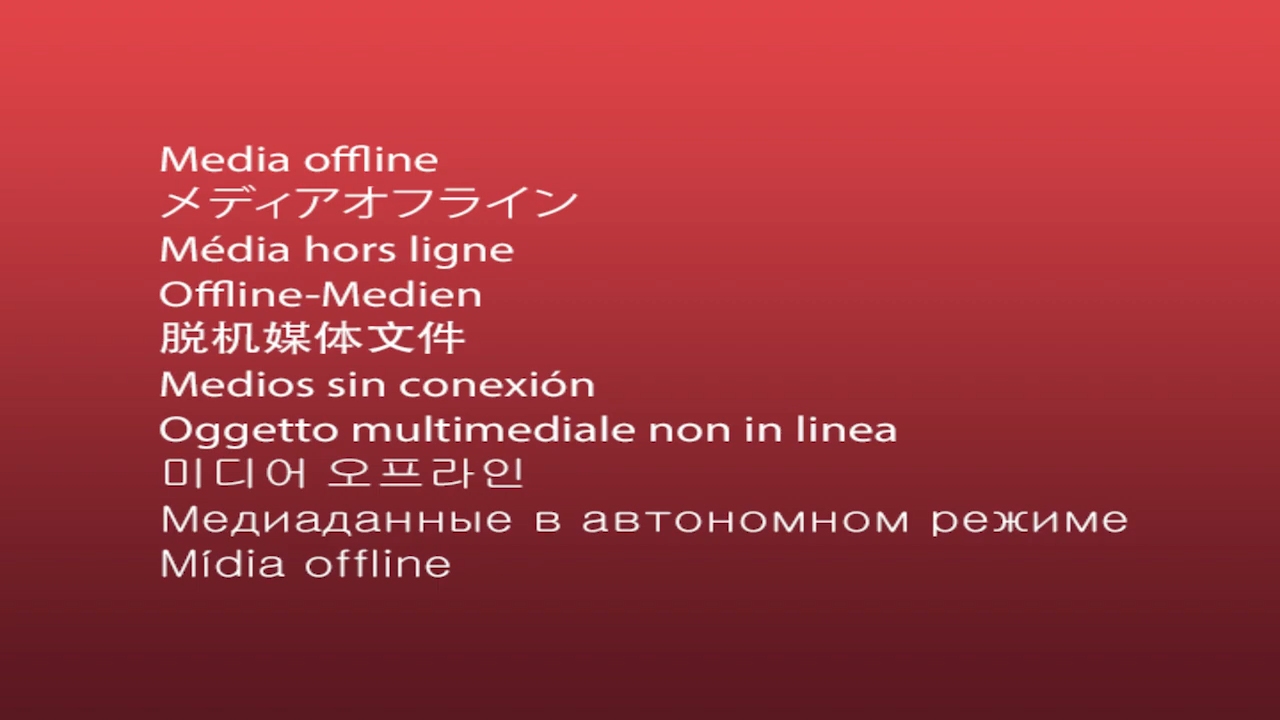 Media offline
メディアオフライン
Média hors ligne
Offline-Medien
脱机媒体文件
Medios sin conexión
Oggetto multimediale non in linea
미디어 오프라인
Медиаданные в автономном режиме
Mídia offline